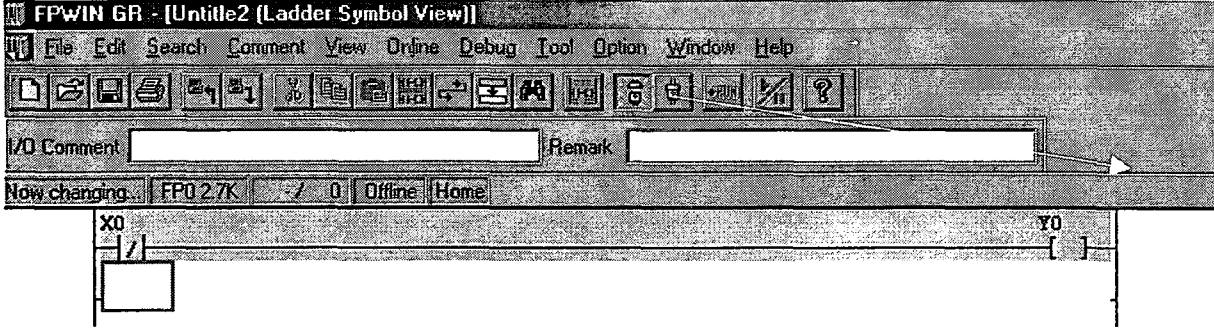 FPWIN GR - [Untitle2 (Ladder Symbol View)]
File Edit Search Comment View Online Debug Tool Option Window Help
I/O Comment Remark
Now changing... FP0 2.7K - / 0 Offline Home
X0 Y0